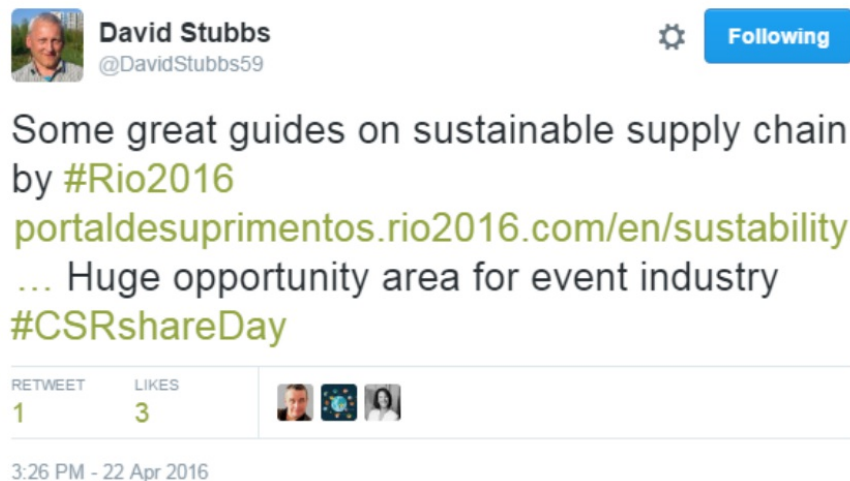 David Stubbs
@DavidStubbs59
Following
Some great guides on sustainable supply chain
by #Rio2016
portaldesuprimentos.rio2016.com/en/sustability
... Huge opportunity area for event industry
#CSRshareDay
RETWEET LIKES
1 3
3:26 PM - 22 Apr 2016